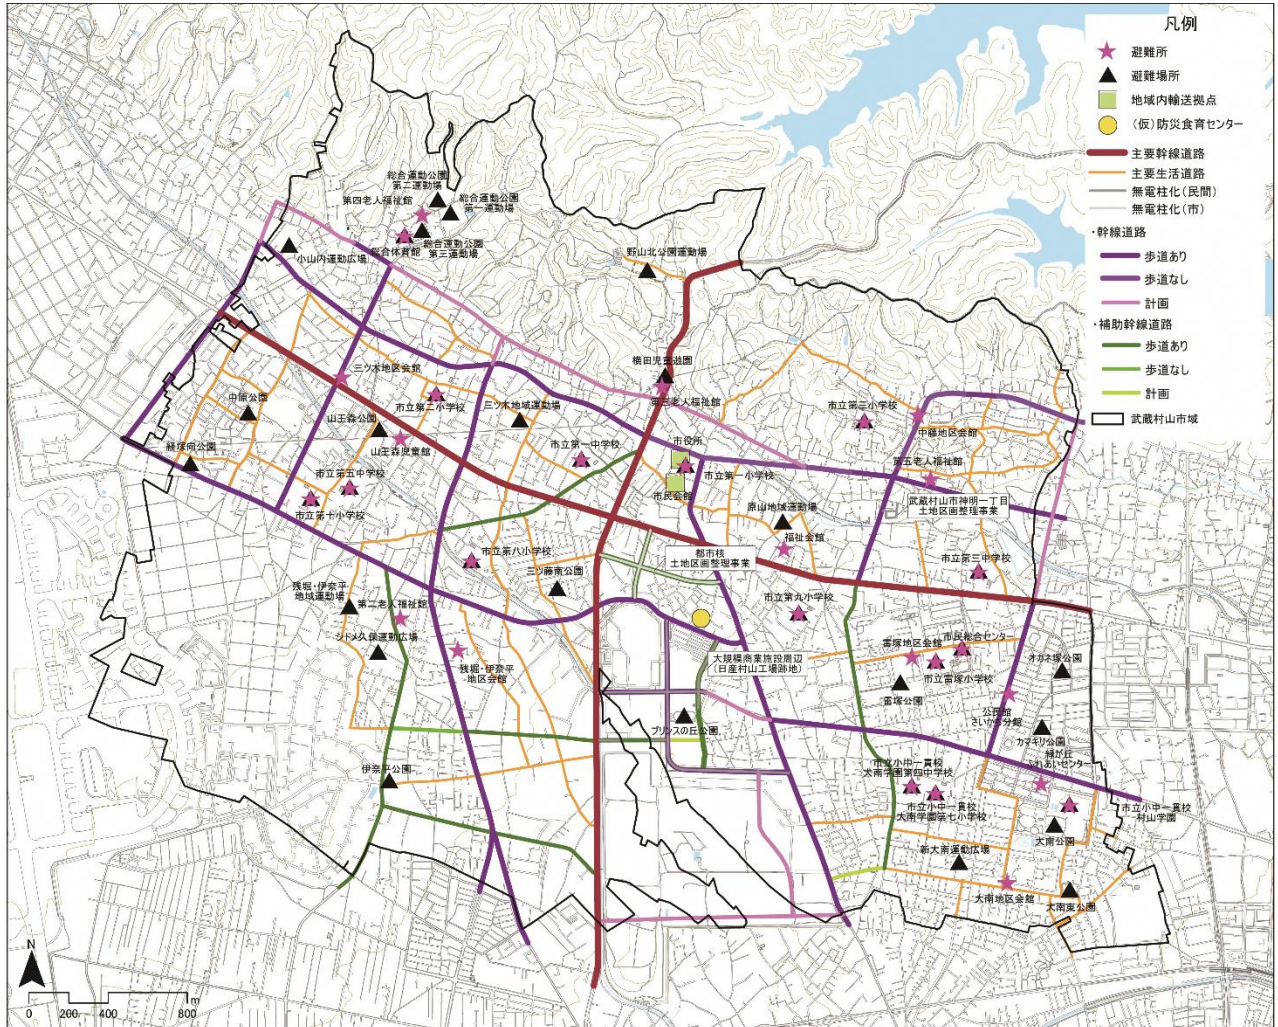 凡例
避難所
避難場所
地域内輸送拠点
（仮）防災食育センター
主要幹線道路
主要生活道路
無電柱化（民間）
無電柱化（市）
・幹線道路
歩道あり
歩道なし
計画
・補助幹線道路
歩道あり
歩道なし
計画
武蔵村山市域
総合運動公園
第二運動場
第四老人福祉館
総合運動公園
第一運動場
総合体育館
総合運動公園
第三運動場
小山内運動広場
野山北公園運動場
横田児童遊園
第三老人福祉館
三ツ木地区会館
中原公園
市立第二小学校
三ツ木地域運動場
山王森公園
山王森児童館
経塚向公園
市立第五中学校
市立第十小学校
市立第一中学校
市役所
市立第一小学校
市民会館
市立第三小学校
中藤地区会館
第五老人福祉館
武蔵村山市神明一丁目
土地区画整理事業
原山地域運動場
福祉会館
都市核
土地区画整理事業
市立第三中学校
市立第八小学校
三ツ藤南公園
市立第九小学校
残堀・伊奈平
地域運動場
第二老人福祉館
シドメ久保運動広場
残堀・伊奈平
地区会館
大規模商業施設周辺
（日産村山工場跡地）
雷塚地区会館
市民総合センター
市立雷塚小学校
雷塚公園
オカネ塚公園
公民館
さいかち分館
カマキリ公園
緑が丘
ふれあいセンター
プリンスの丘公園
伊奈平公園
市立小中一貫校
大南学園第四中学校
市立小中一貫校
大南学園第七小学校
市立小中一貫校
村山学園
大南公園
新大南運動広場
大南地区会館
大南東公園
N
0 200 400 800 m